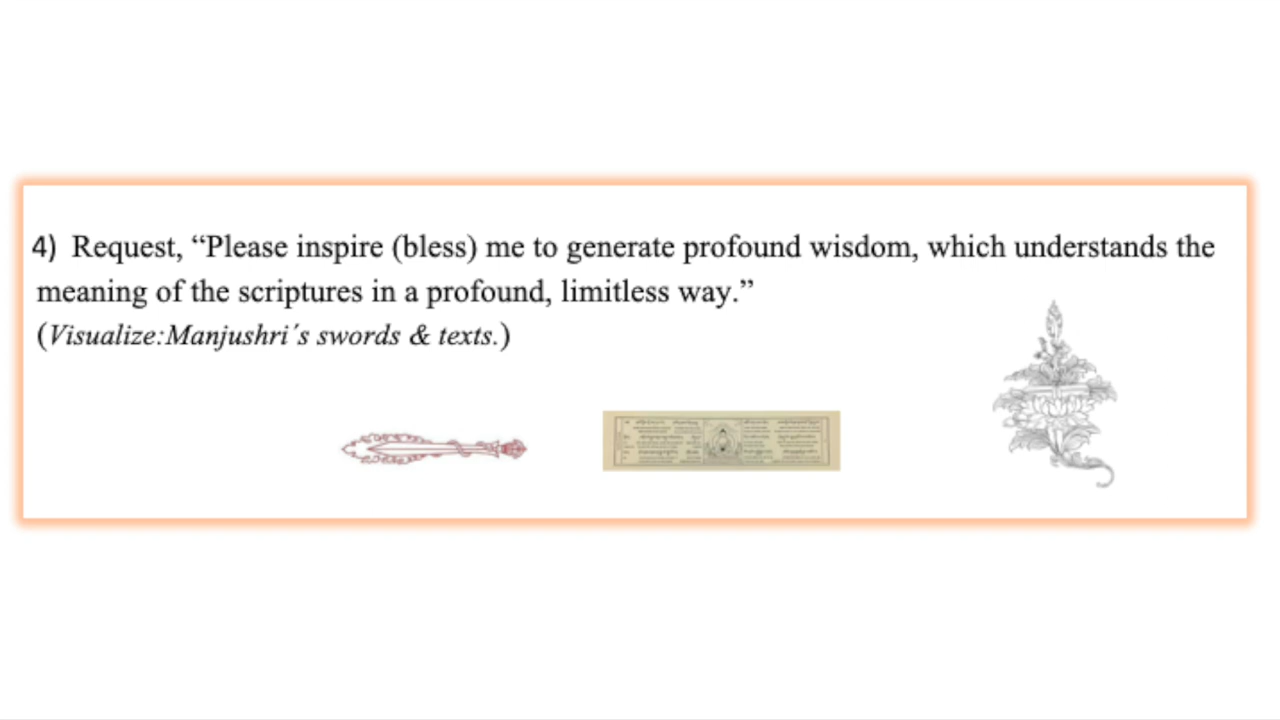 4) Request, “Please inspire (bless) me to generate profound wisdom, which understands the
meaning of the scriptures in a profound, limitless way.”
(Visualize:Manjushri´s swords & texts.)